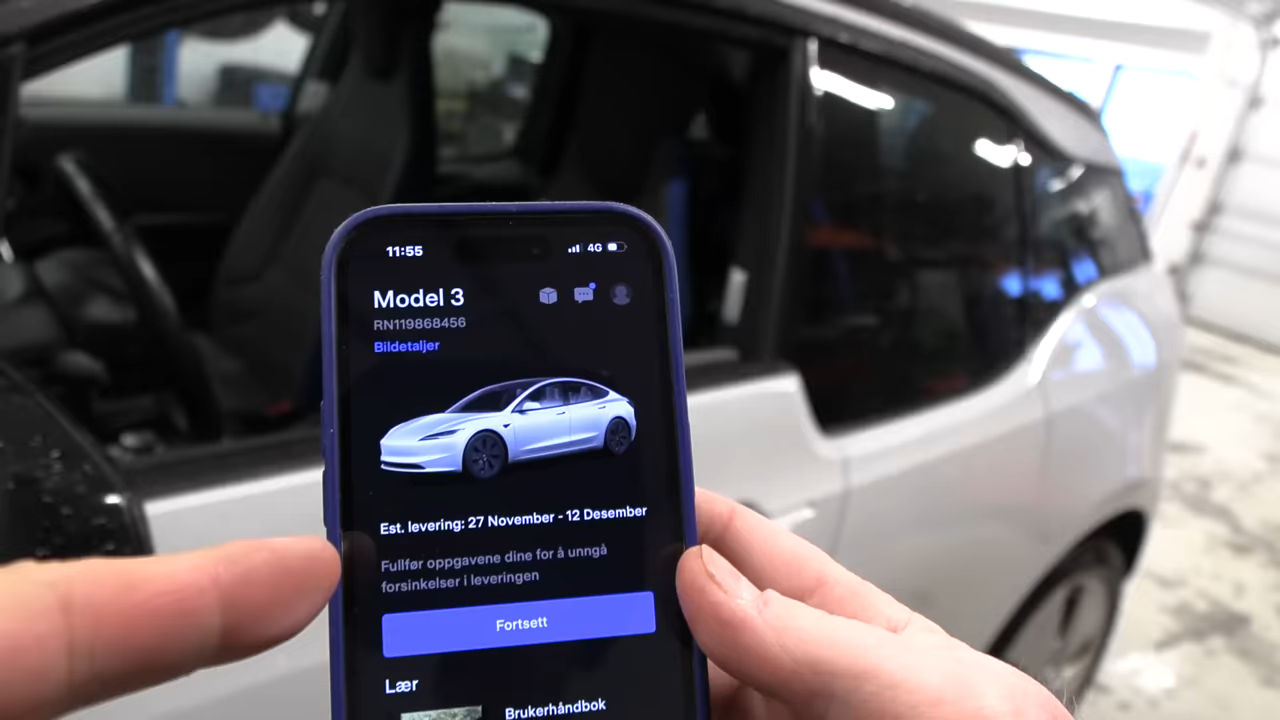 11:55
4G
Model 3
RN119868456
Bildetaljer
Est. levering: 27 November - 12 Desember
Fullfør oppgavene dine for å unngå
forsinkelser i leveringen
Fortsett
Lær
Brukerhåndbok